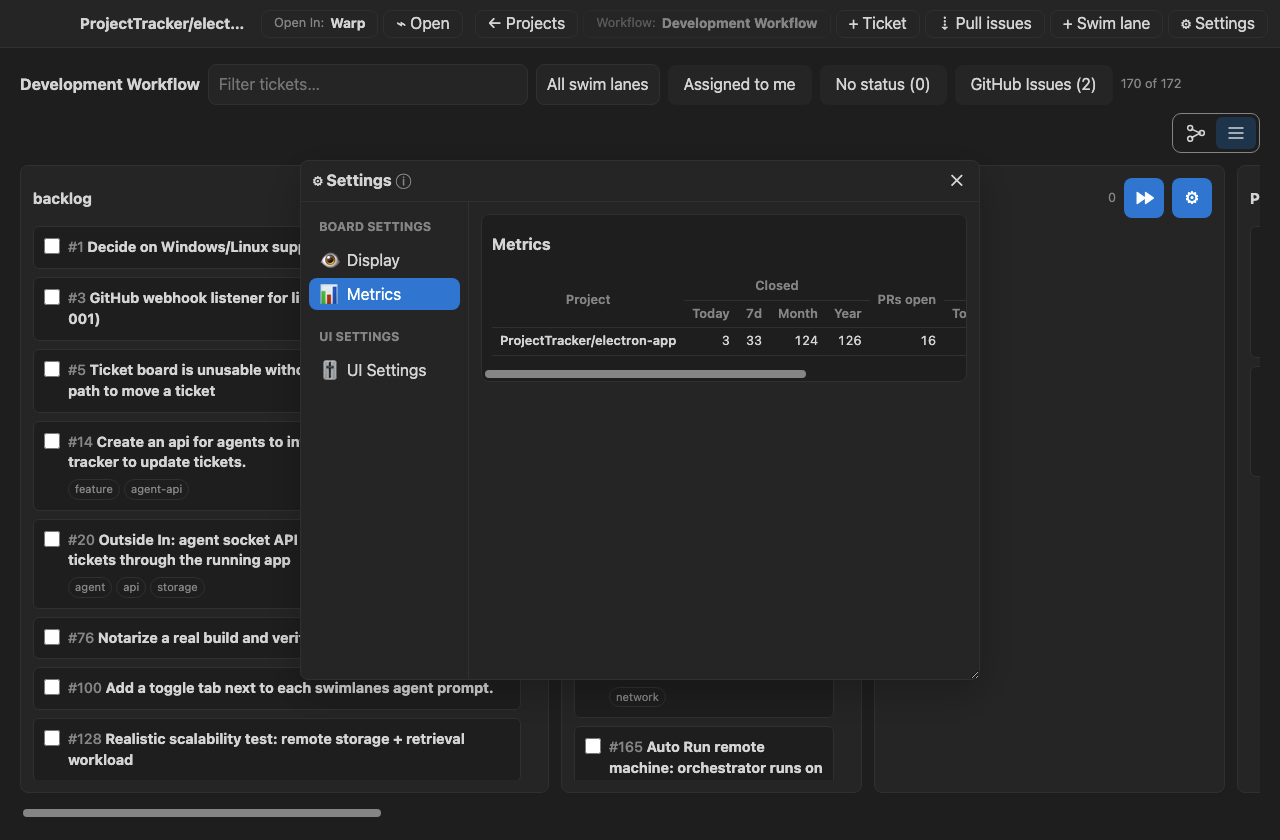 ProjectTracker/elect...
Open In: Warp
Open
← Projects
Workflow: Development Workflow
+ Ticket
Pull issues
+ Swim lane
Settings
Development Workflow
Filter tickets...
All swim lanes
Assigned to me
No status (0)
GitHub Issues (2)
170 of 172
backlog
#1 Decide on Windows/Linux supp
#3 GitHub webhook listener for li
001)
#5 Ticket board is unusable witho
path to move a ticket
#14 Create an api for agents to in
tracker to update tickets.
feature
agent-api
#20 Outside In: agent socket API
tickets through the running app
agent
api
storage
#76 Notarize a real build and veri
#100 Add a toggle tab next to each swimlanes agent prompt.
#128 Realistic scalability test: remote storage + retrieval
workload
Settings
BOARD SETTINGS
Display
Metrics
UI SETTINGS
UI Settings
Metrics
Project
Closed
PRs open
Today
7d
Month
Year
To
ProjectTracker/electron-app
3
33
124
126
16
network
#165 Auto Run remote
machine: orchestrator runs on
0
P